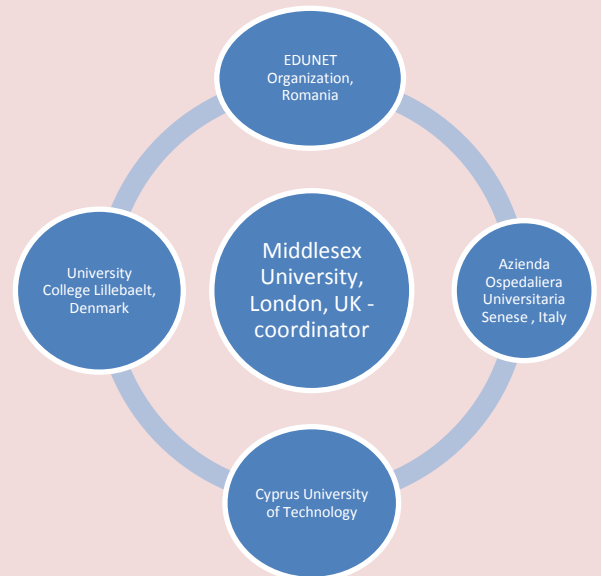 EDUNET
Organization,
Romania
Middlesex
University,
London, UK -
coordinator
University
College Lillebaelt,
Denmark
Azienda
Ospedaliera
Universitaria
Senese , Italy
Cyprus University
of Technology